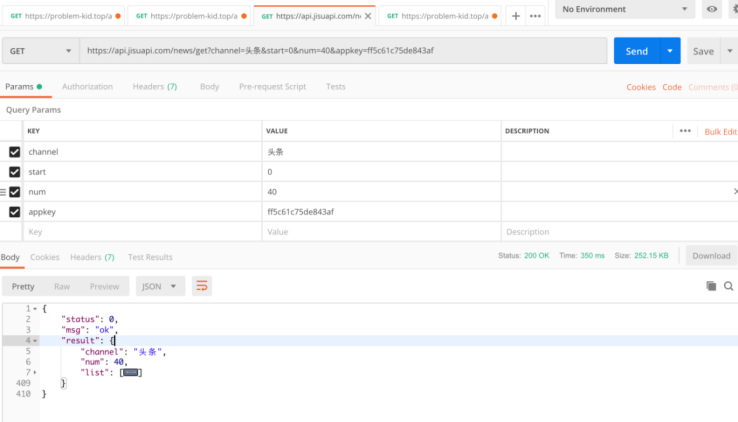 GET https://problem-kid.top/a GET https://problem-kid.top/a GET https://api.jisuapi.com/ne GET https://problem-kid.top/a No Environment
GET https://api.jisuapi.com/news/get?channel=头条&start=0&num=40&appkey=ff5c61c75de843af Send Save
Params Authorization Headers (7) Body Pre-request Script Tests Cookies Code Comments (0
Query Params
KEY VALUE DESCRIPTION Bulk Edit
channel 头条
start 0
num 40
appkey ff5c61c75de843af
Key Value Description
Body Cookies Headers (7) Test Results Status: 200 OK Time: 350 ms Size: 252.15 KB Download
Pretty Raw Preview JSON
1 {
2 "status": 0,
3 "msg": "ok",
4 "result": {
5 "channel": "头条",
6 "num": 40,
7 "list": [ ]
409 }
410 }